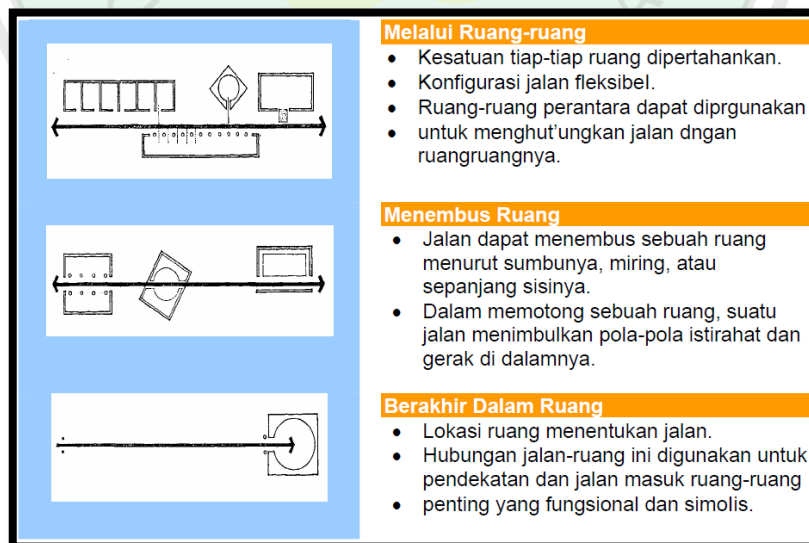 Melalui Ruang-ruang
• Kesatuan tiap-tiap ruang dipertahankan.
• Konfigurasi jalan fleksibel.
• Ruang-ruang perantara dapat diprgunakan
• untuk menghut’ungkan jalan dngan
ruangruangnya.
Menembus Ruang
• Jalan dapat menembus sebuah ruang
menurut sumbunya, miring, atau
sepanjang sisinya.
• Dalam memotong sebuah ruang, suatu
jalan menimbulkan pola-pola istirahat dan
gerak di dalamnya.
Berakhir Dalam Ruang
• Lokasi ruang menentukan jalan.
• Hubungan jalan-ruang ini digunakan untuk
pendekatan dan jalan masuk ruang-ruang
• penting yang fungsional dan simolis.